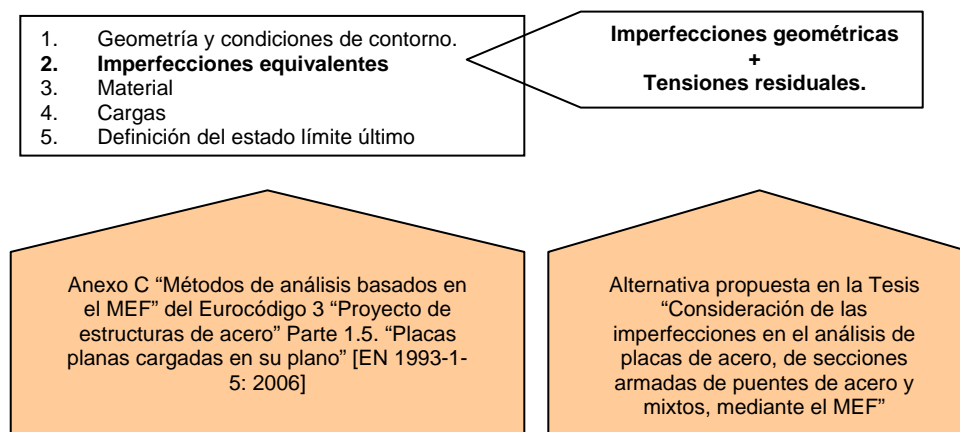 1. Geometría y condiciones de contorno.
2. Imperfecciones equivalentes
3. Material
4. Cargas
5. Definición del estado límite último
Imperfecciones geométricas
+
Tensiones residuales.
Anexo C “Métodos de análisis basados en
el MEF” del Eurocódigo 3 “Proyecto de
estructuras de acero” Parte 1.5. “Placas
planas cargadas en su plano” [EN 1993-1-
5: 2006]
Alternativa propuesta en la Tesis
“Consideración de las
imperfecciones en el análisis de
placas de acero, de secciones
armadas de puentes de acero y
mixtos, mediante el MEF”